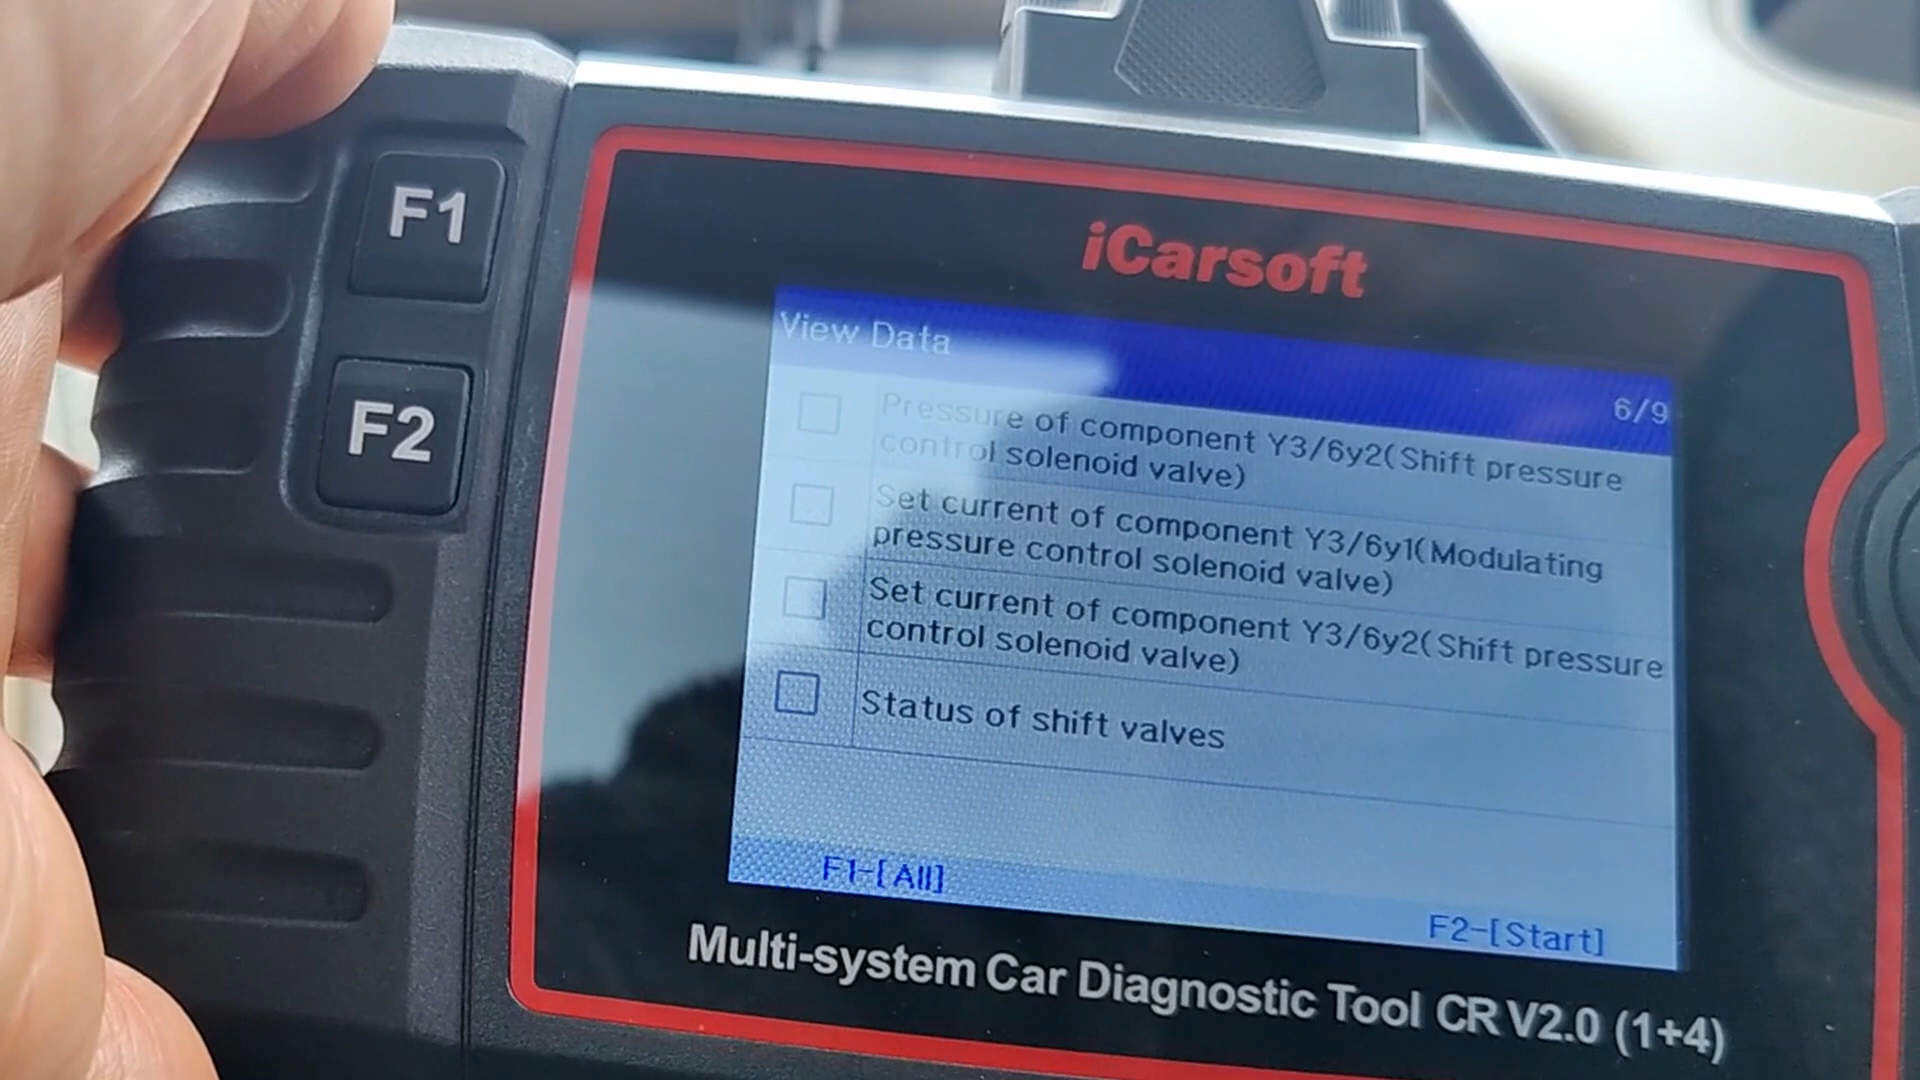 F1
F2
iCarsoft
View Data
6/9
Pressure of component Y3/6y2(Shift pressure
control solenoid valve)
Set current of component Y3/6y1(Modulating
pressure control solenoid valve)
Set current of component Y3/6y2(Shift pressure
control solenoid valve)
Status of shift valves
F1-[All]
F2-[Start]
Multi-system Car Diagnostic Tool CR V2.0 (1+4)